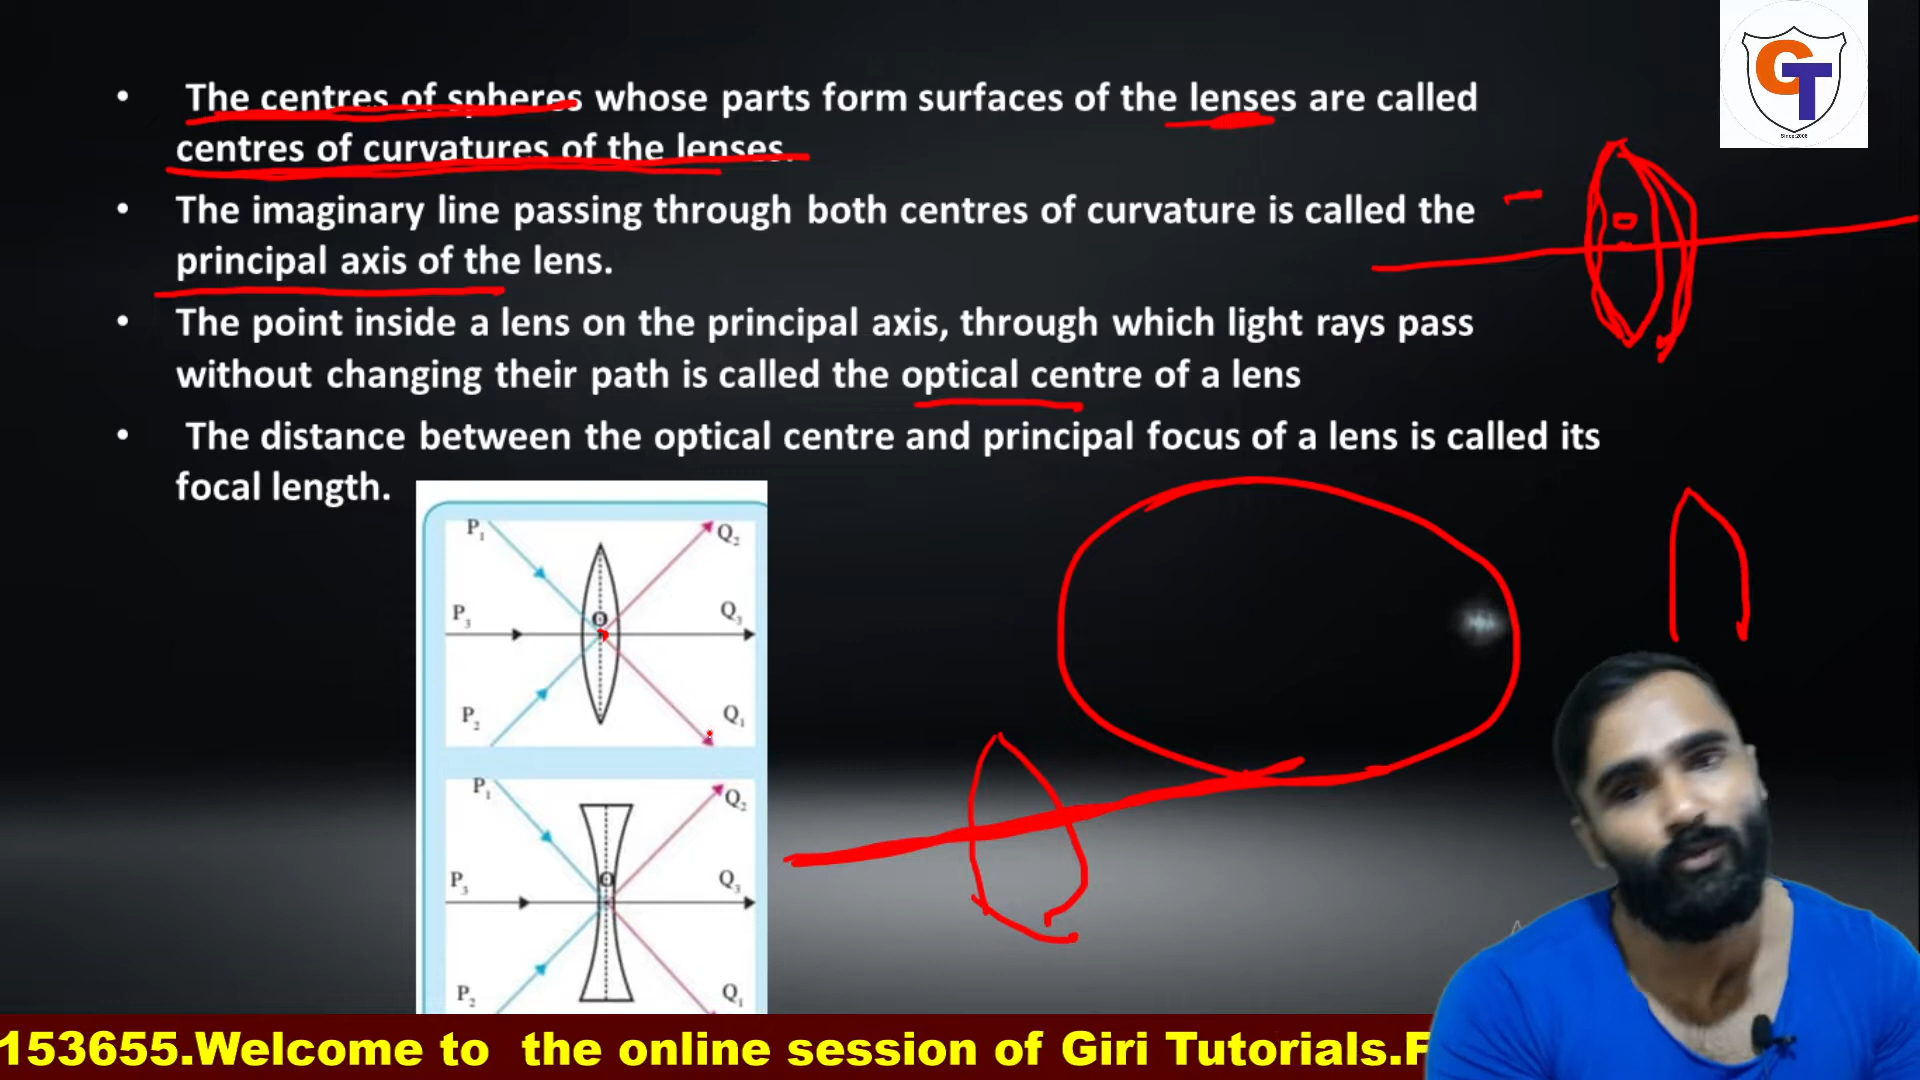 GT
Since:2006
• The centres of spheres whose parts form surfaces of the lenses are called
centres of curvatures of the lenses.
• The imaginary line passing through both centres of curvature is called the
principal axis of the lens.
• The point inside a lens on the principal axis, through which light rays pass
without changing their path is called the optical centre of a lens
• The distance between the optical centre and principal focus of a lens is called its
focal length.
P₁ Q₂
O
P₃ Q₃
P₂ Q₁
P₁ Q₂
O
P₃ Q₃
P₂ Q₁
153655.Welcome to the online session of Giri Tutorials.F